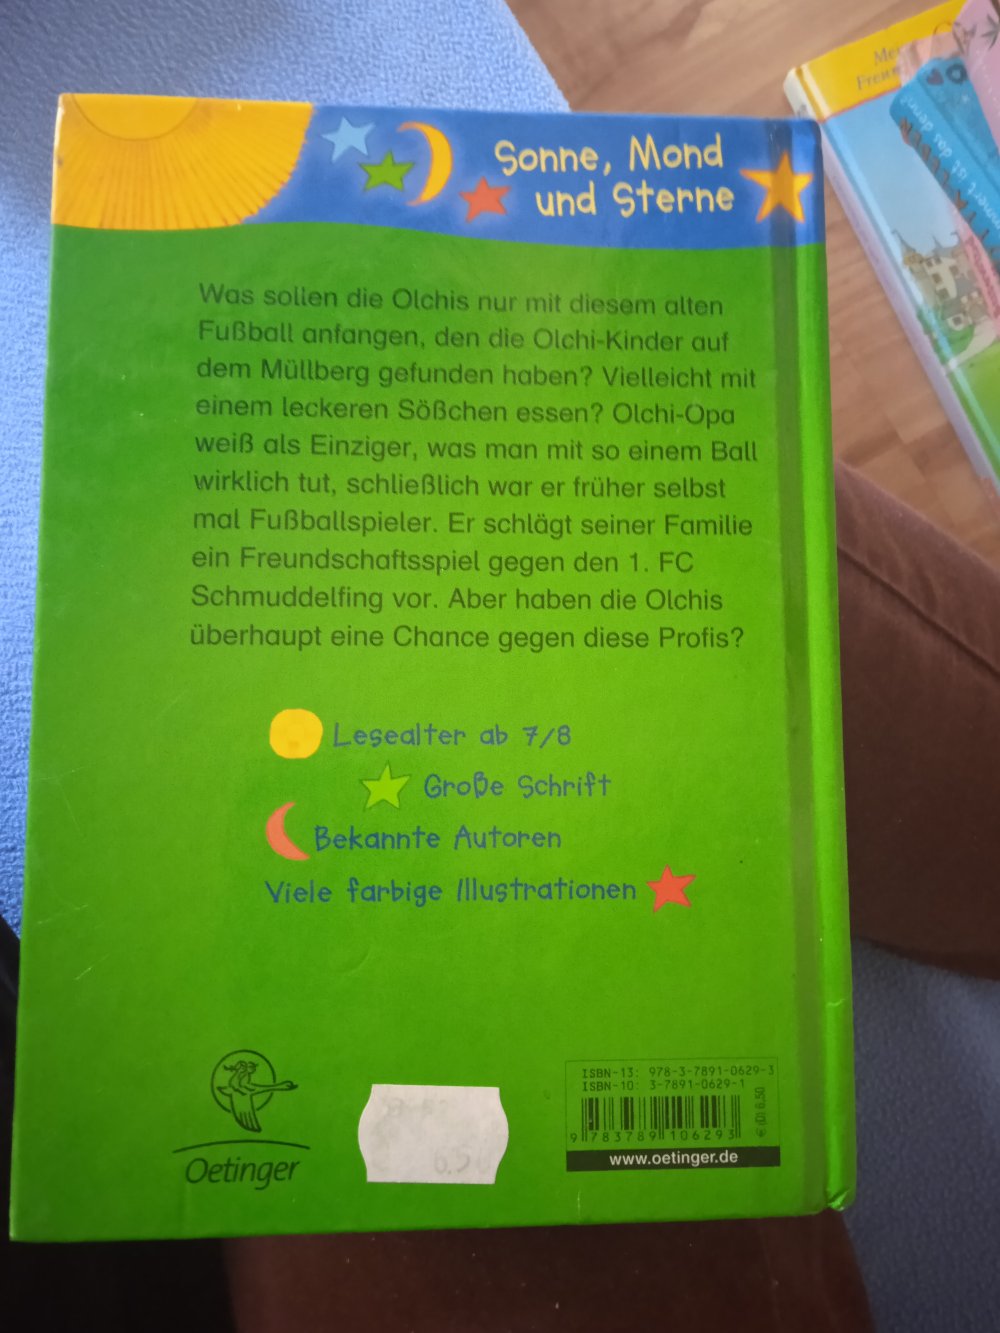 Sonne, Mond
und Sterne
Was sollen die Olchis nur mit diesem alten
Fußball anfangen, den die Olchi-Kinder auf
dem Müllberg gefunden haben? Vielleicht mit
einem leckeren Sößchen essen? Olchi-Opa
weiß als Einziger, was man mit so einem Ball
wirklich tut, schließlich war er früher selbst
mal Fußballspieler. Er schlägt seiner Familie
ein Freundschaftsspiel gegen den 1. FC
Schmuddelfing vor. Aber haben die Olchis
überhaupt eine Chance gegen diese Profis?
Lesealter ab 7/8
Große Schrift
Bekannte Autoren
Viele farbige Illustrationen
Oetinger
6.50
ISBN-13: 978-3-7891-0629-3
ISBN-10: 3-7891-0629-1
€ (D) 6,50
9 783789 106293
www.oetinger.de